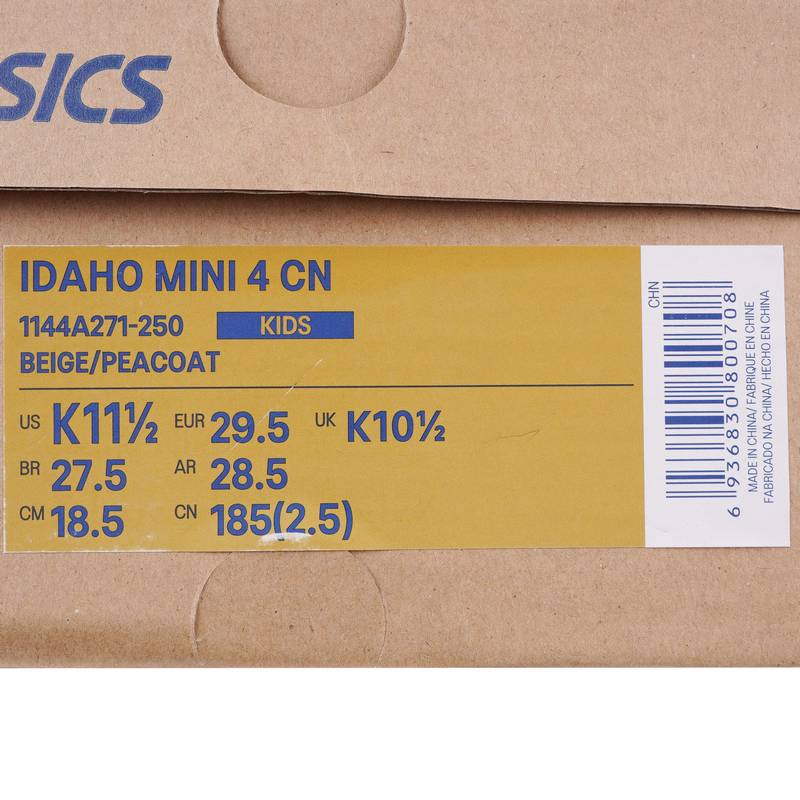 SICS
IDAHO MINI 4 CN
1144A271-250 KIDS
BEIGE/PEACOAT
US K11½ EUR 29.5 UK K10½
BR 27.5 AR 28.5
CM 18.5 CN 185(2.5)
CHN
6 936830 800708
MADE IN CHINA/ FABRIQUE EN CHINE
FABRICADO NA CHINA/ HECHO EN CHINA